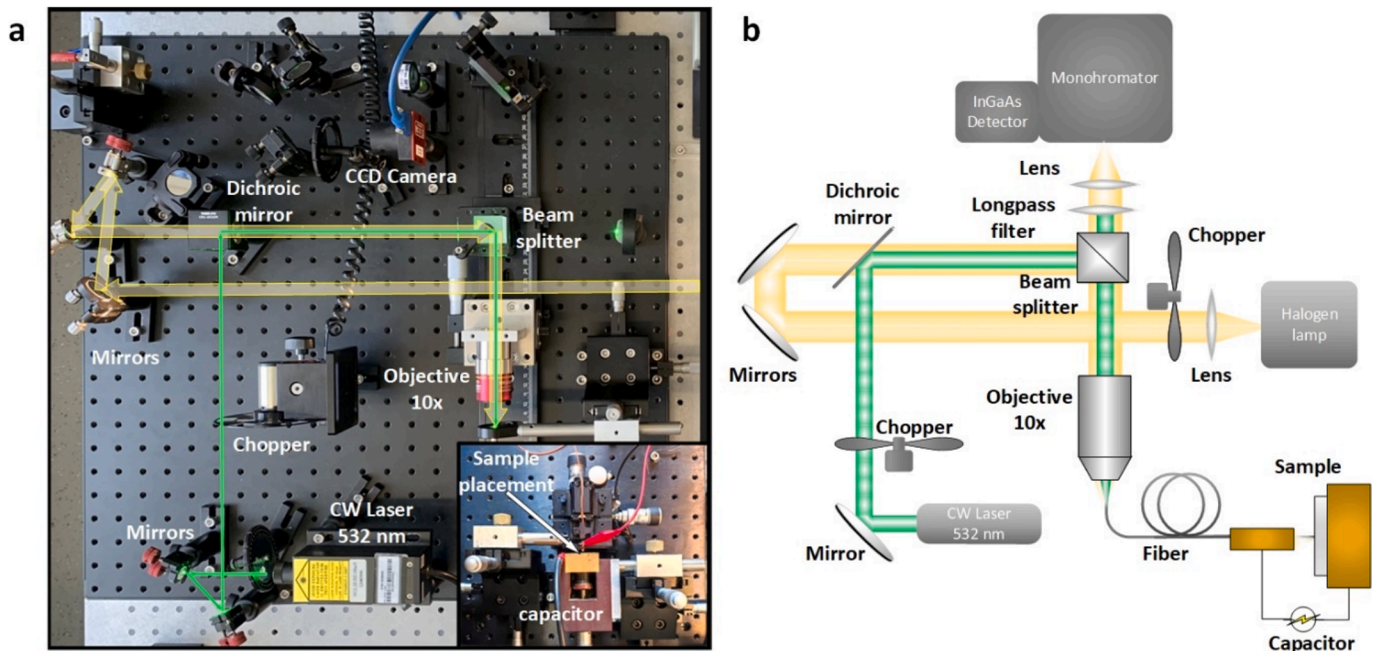 a
Dichroic
mirror
CCD Camera
Beam
splitter
Mirrors
Objective
10x
Chopper
Sample
placement
Mirrors
CW Laser
532 nm
capacitor
b
Monohromator
InGaAs
Detector
Lens
Dichroic
mirror
Longpass
filter
Chopper
Beam
splitter
Halogen
lamp
Mirrors
Lens
Objective
10x
Chopper
Sample
CW Laser
532 nm
Mirror
Fiber
Capacitor